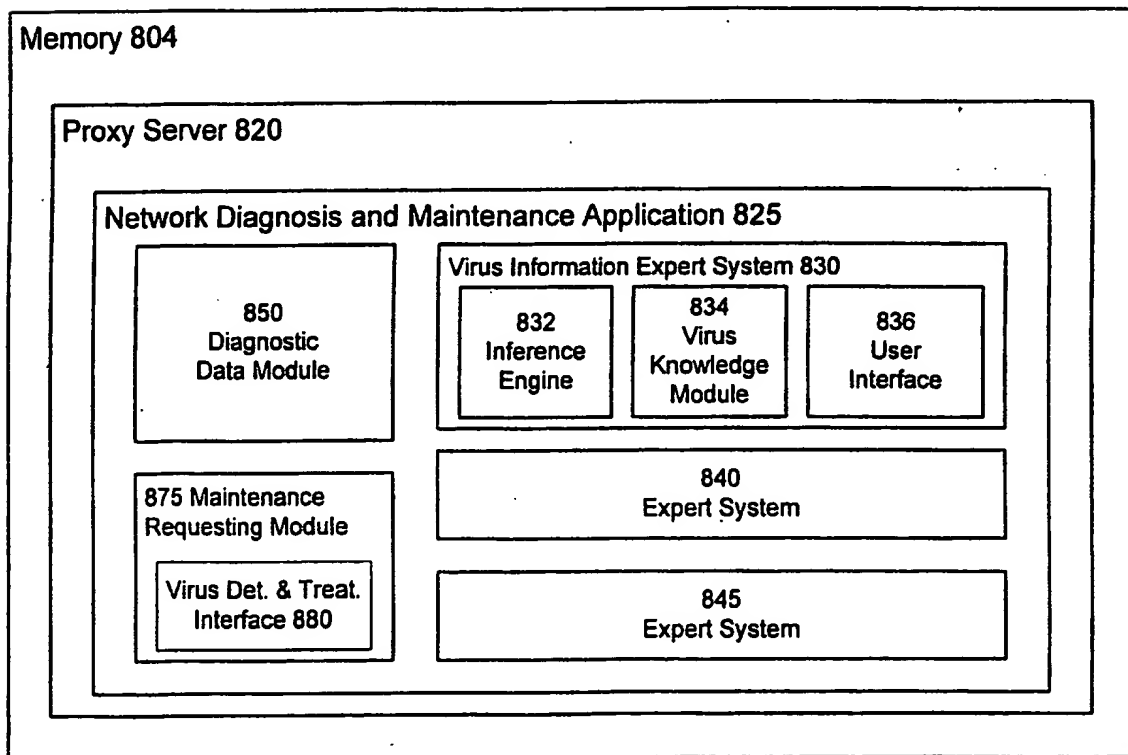 Memory 804
Proxy Server 820
Network Diagnosis and Maintenance Application 825
850
Diagnostic
Data Module
Virus Information Expert System 830
832
Inference
Engine
834
Virus
Knowledge
Module
836
User
Interface
875 Maintenance
Requesting Module
Virus Det. & Treat.
Interface 880
840
Expert System
845
Expert System